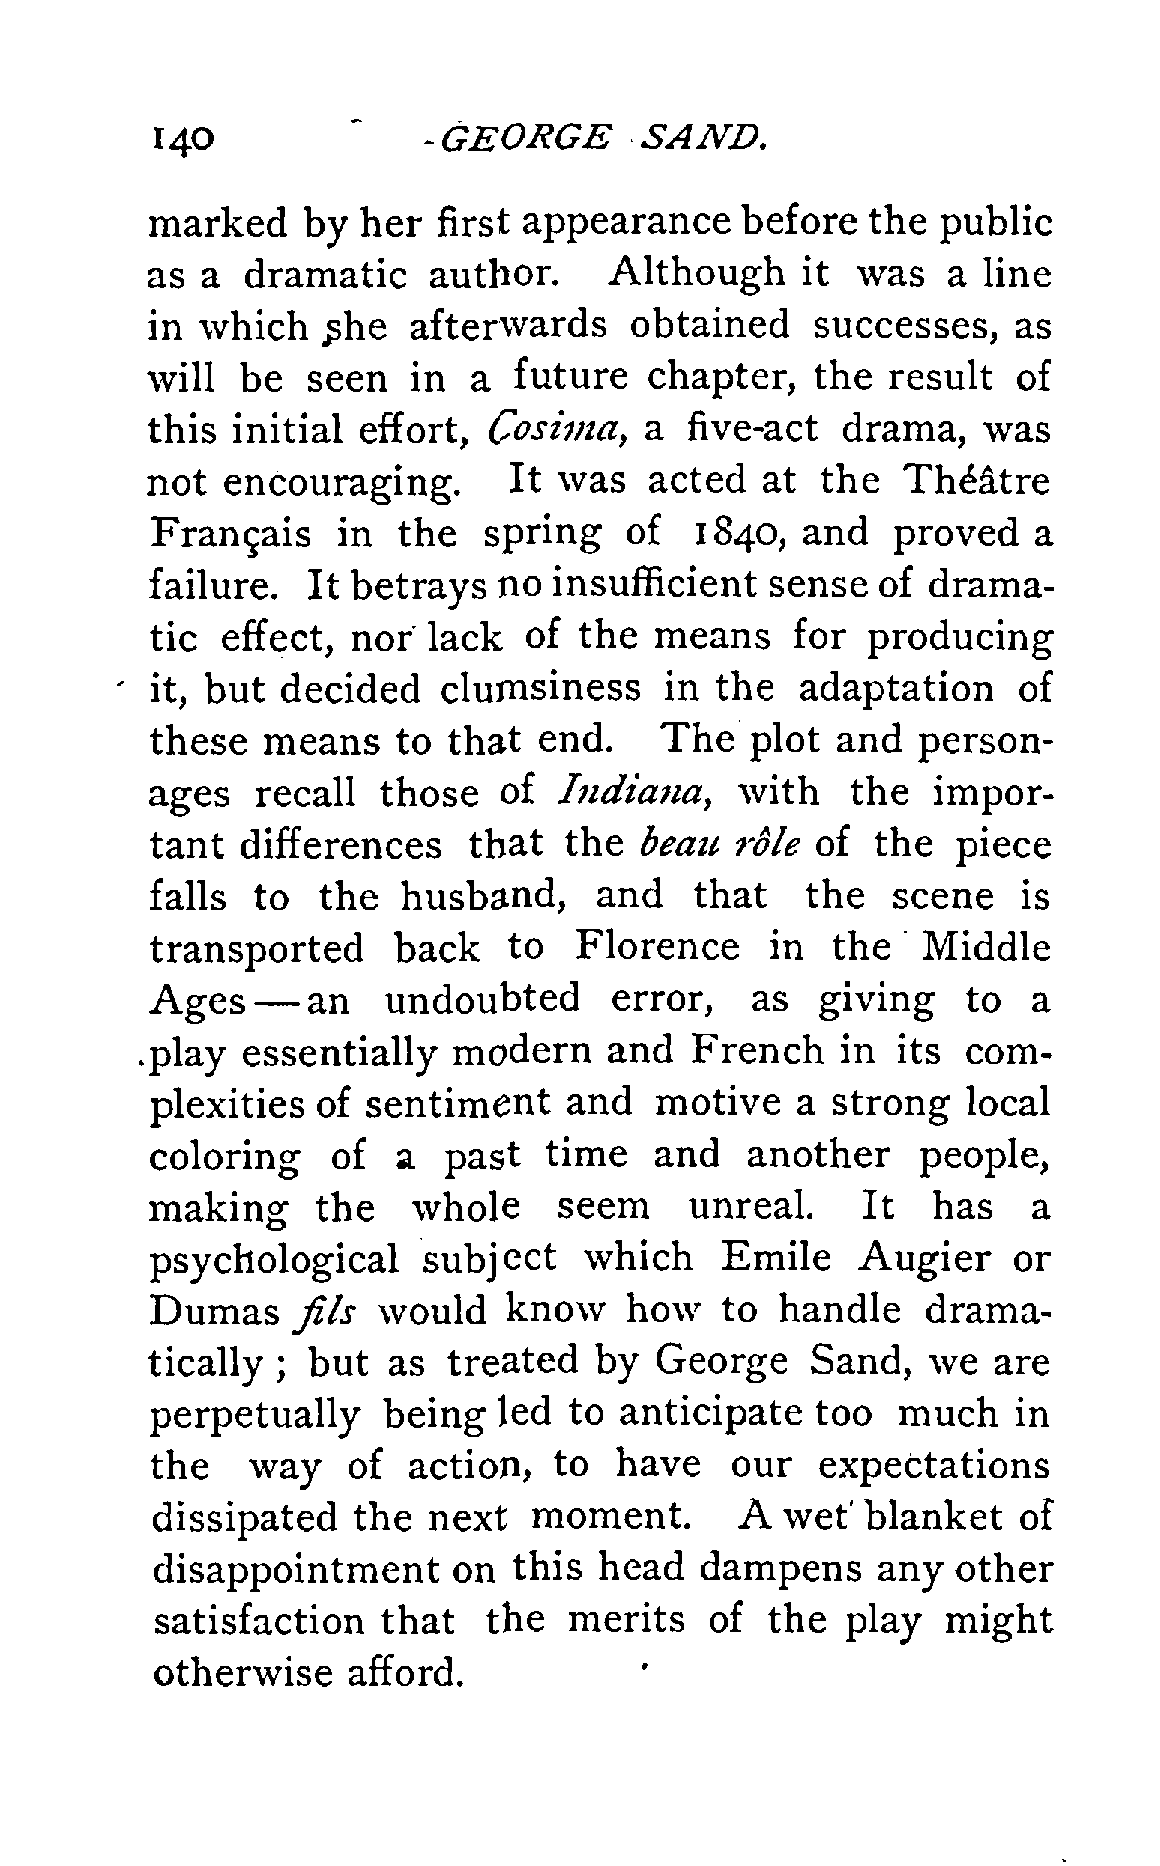 140 GEORGE SAND.
marked by her first appearance before the public
as a dramatic author. Although it was a line
in which she afterwards obtained successes, as
will be seen in a future chapter, the result of
this initial effort, Cosima, a five-act drama, was
not encouraging. It was acted at the Théâtre
Français in the spring of 1840, and proved a
failure. It betrays no insufficient sense of drama-
tic effect, nor lack of the means for producing
it, but decided clumsiness in the adaptation of
these means to that end. The plot and person-
ages recall those of Indiana, with the impor-
tant differences that the beau rôle of the piece
falls to the husband, and that the scene is
transported back to Florence in the Middle
Ages — an undoubted error, as giving to a
play essentially modern and French in its com-
plexities of sentiment and motive a strong local
coloring of a past time and another people,
making the whole seem unreal. It has a
psychological subject which Emile Augier or
Dumas fils would know how to handle drama-
tically ; but as treated by George Sand, we are
perpetually being led to anticipate too much in
the way of action, to have our expectations
dissipated the next moment. A wet blanket of
disappointment on this head dampens any other
satisfaction that the merits of the play might
otherwise afford.